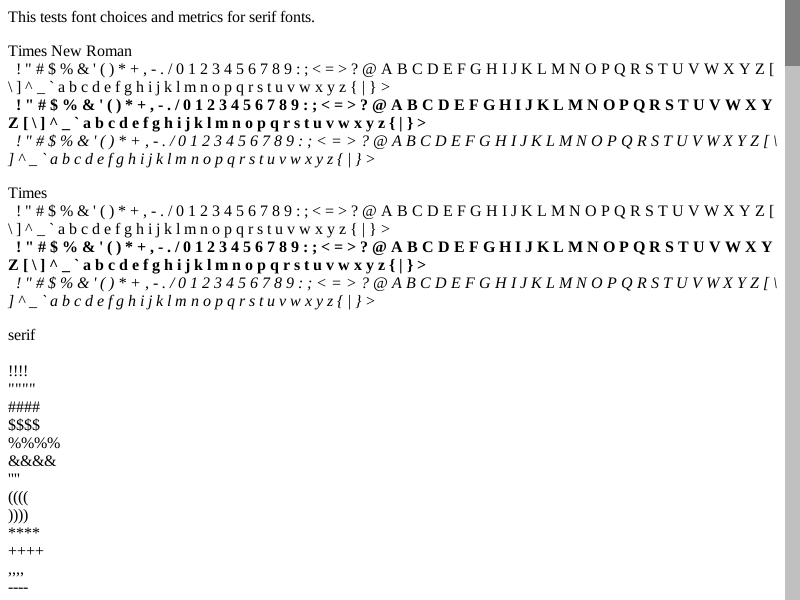 This tests font choices and metrics for serif fonts.
Times New Roman
! " # $ % & ' ( ) * + , - . / 0 1 2 3 4 5 6 7 8 9 : ; < = > ? @ A B C D E F G H I J K L M N O P Q R S T U V W X Y Z [
\ ] ^ _ ` a b c d e f g h i j k l m n o p q r s t u v w x y z { | } >
! " # $ % & ' ( ) * + , - . / 0 1 2 3 4 5 6 7 8 9 : ; < = > ? @ A B C D E F G H I J K L M N O P Q R S T U V W X Y
Z [ \ ] ^ _ ` a b c d e f g h i j k l m n o p q r s t u v w x y z { | } >
! " # $ % & ' ( ) * + , - . / 0 1 2 3 4 5 6 7 8 9 : ; < = > ? @ A B C D E F G H I J K L M N O P Q R S T U V W X Y Z [ \
] ^ _ ` a b c d e f g h i j k l m n o p q r s t u v w x y z { | } >
Times
! " # $ % & ' ( ) * + , - . / 0 1 2 3 4 5 6 7 8 9 : ; < = > ? @ A B C D E F G H I J K L M N O P Q R S T U V W X Y Z [
\ ] ^ _ ` a b c d e f g h i j k l m n o p q r s t u v w x y z { | } >
! " # $ % & ' ( ) * + , - . / 0 1 2 3 4 5 6 7 8 9 : ; < = > ? @ A B C D E F G H I J K L M N O P Q R S T U V W X Y
Z [ \ ] ^ _ ` a b c d e f g h i j k l m n o p q r s t u v w x y z { | } >
! " # $ % & ' ( ) * + , - . / 0 1 2 3 4 5 6 7 8 9 : ; < = > ? @ A B C D E F G H I J K L M N O P Q R S T U V W X Y Z [ \
] ^ _ ` a b c d e f g h i j k l m n o p q r s t u v w x y z { | } >
serif
!!!!
""""
####
$$$$
%%%%
&&&&
''''
((((
))))
****
++++
,,,,
----